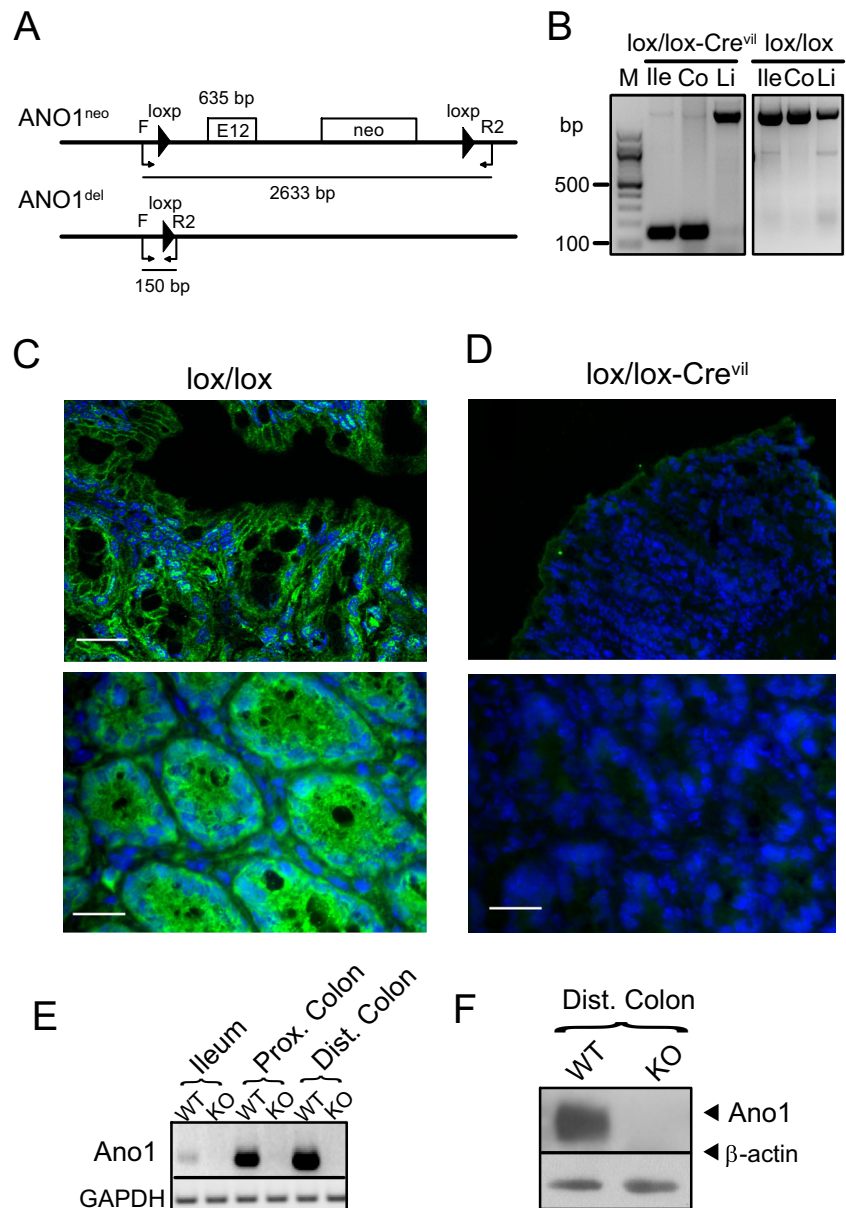 A
ANO1neo
F
loxp
635 bp
E12
neo
loxp
R2
2633 bp
ANO1del
F
loxp
R2
150 bp
B
lox/lox-Crevil
lox/lox
M Ile Co Li
Ile Co Li
bp
500
100
C
lox/lox
D
lox/lox-Crevil
E
Ileum
Prox. Colon
Dist. Colon
WT KO WT KO WT KO
Ano1
GAPDH
F
Dist. Colon
WT KO
Ano1
β-actin